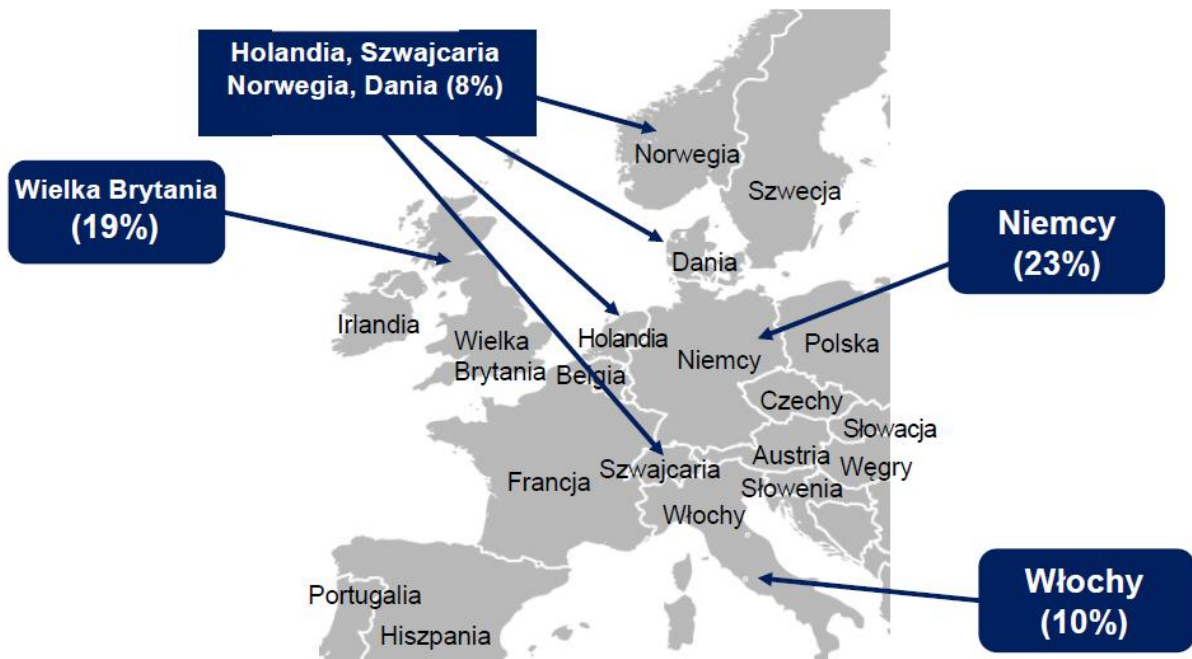 Holandia, Szwajcaria
Norwegia, Dania (8%)
Wielka Brytania
(19%)
Niemcy
(23%)
Norwegia
Szwecja
Dania
Irlandia
Wielka
Brytania
Holandia
Belgia
Niemcy
Polska
Czechy
Słowacja
Austria
Węgry
Francja
Szwajcaria
Słowenia
Włochy
Portugalia
Hiszpania
Włochy
(10%)